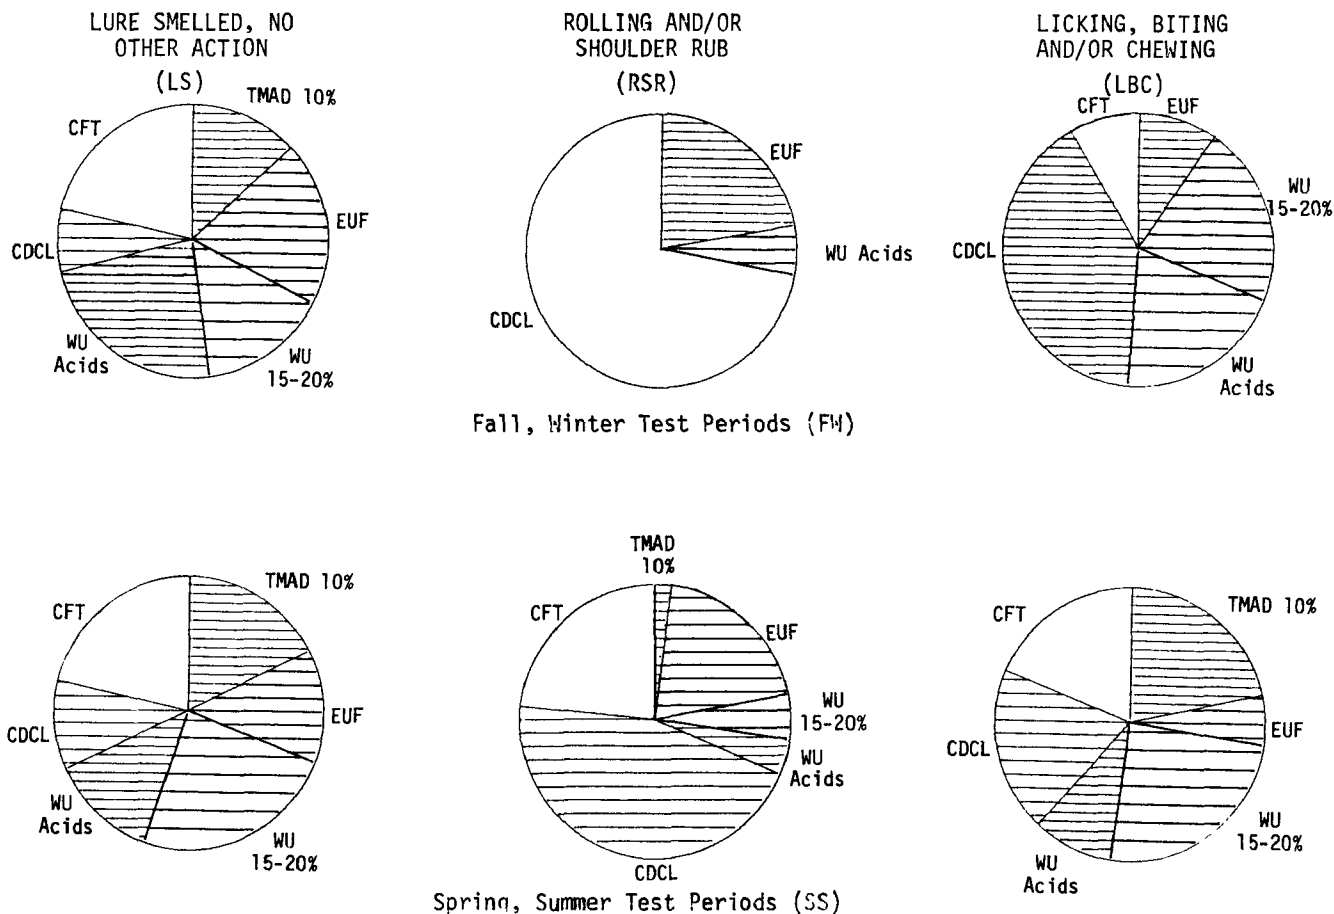 LURE SMELLED, NO
OTHER ACTION
(LS)
TMAD 10%
CFT
EUF
CDCL
WU
Acids
WU
15-20%
ROLLING AND/OR
SHOULDER RUB
(RSR)
EUF
WU Acids
CDCL
LICKING, BITING
AND/OR CHEWING
(LBC)
CFT
EUF
WU
15-20%
CDCL
WU
Acids
Fall, Winter Test Periods (FW)
TMAD 10%
CFT
EUF
CDCL
WU
Acids
WU
15-20%
TMAD
10%
CFT
EUF
WU
15-20%
WU
Acids
CDCL
TMAD 10%
CFT
EUF
CDCL
WU
15-20%
WU
Acids
Spring, Summer Test Periods (SS)